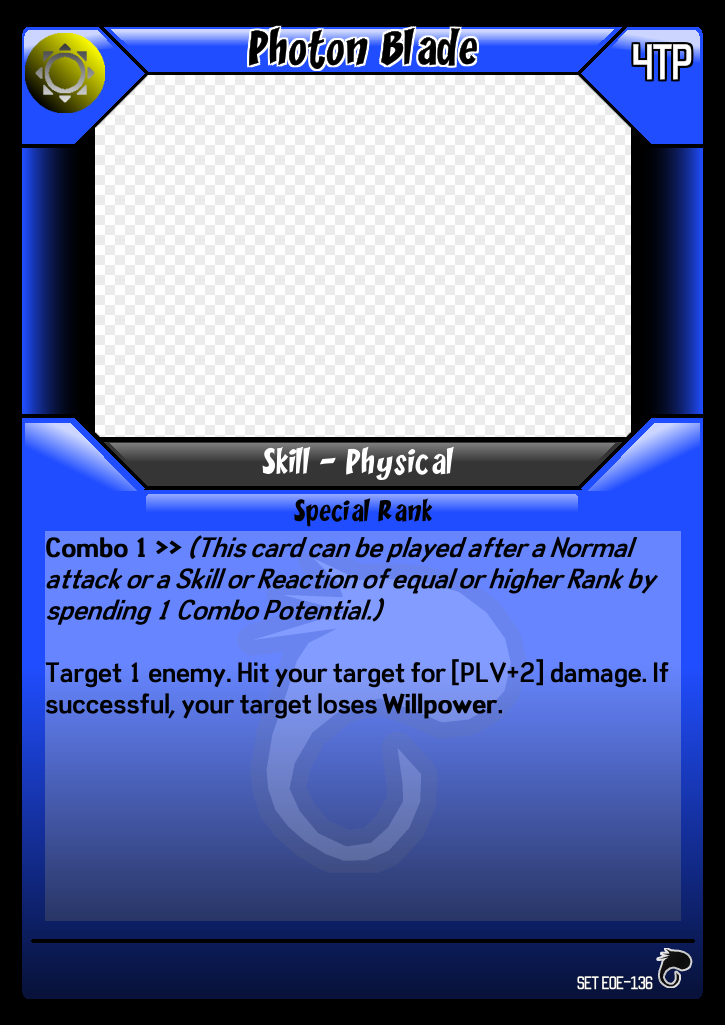 Photon Blade
4TP
Skill - Physical
Special Rank
Combo 1 >> (This card can be played after a Normal
attack or a Skill or Reaction of equal or higher Rank by
spending 1 Combo Potential.)
Target 1 enemy. Hit your target for [PLV+2] damage. If
successful, your target loses Willpower.
SET EOE-136